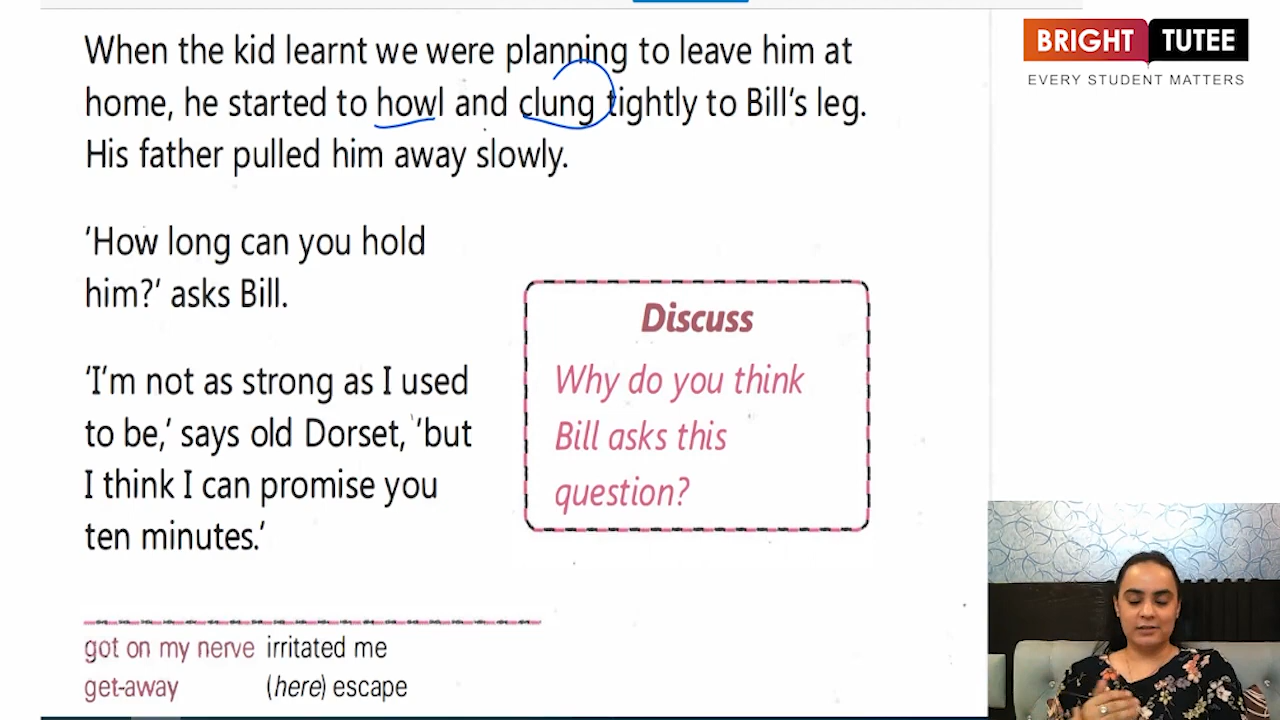 When the kid learnt we were planning to leave him at
home, he started to howl and clung tightly to Bill's leg.
His father pulled him away slowly.
'How long can you hold
him?' asks Bill.
'I'm not as strong as I used
to be,' says old Dorset, 'but
I think I can promise you
ten minutes.'
Discuss
Why do you think
Bill asks this
question?
got on my nerve irritated me
get-away (here) escape
BRIGHT TUTEE
EVERY STUDENT MATTERS